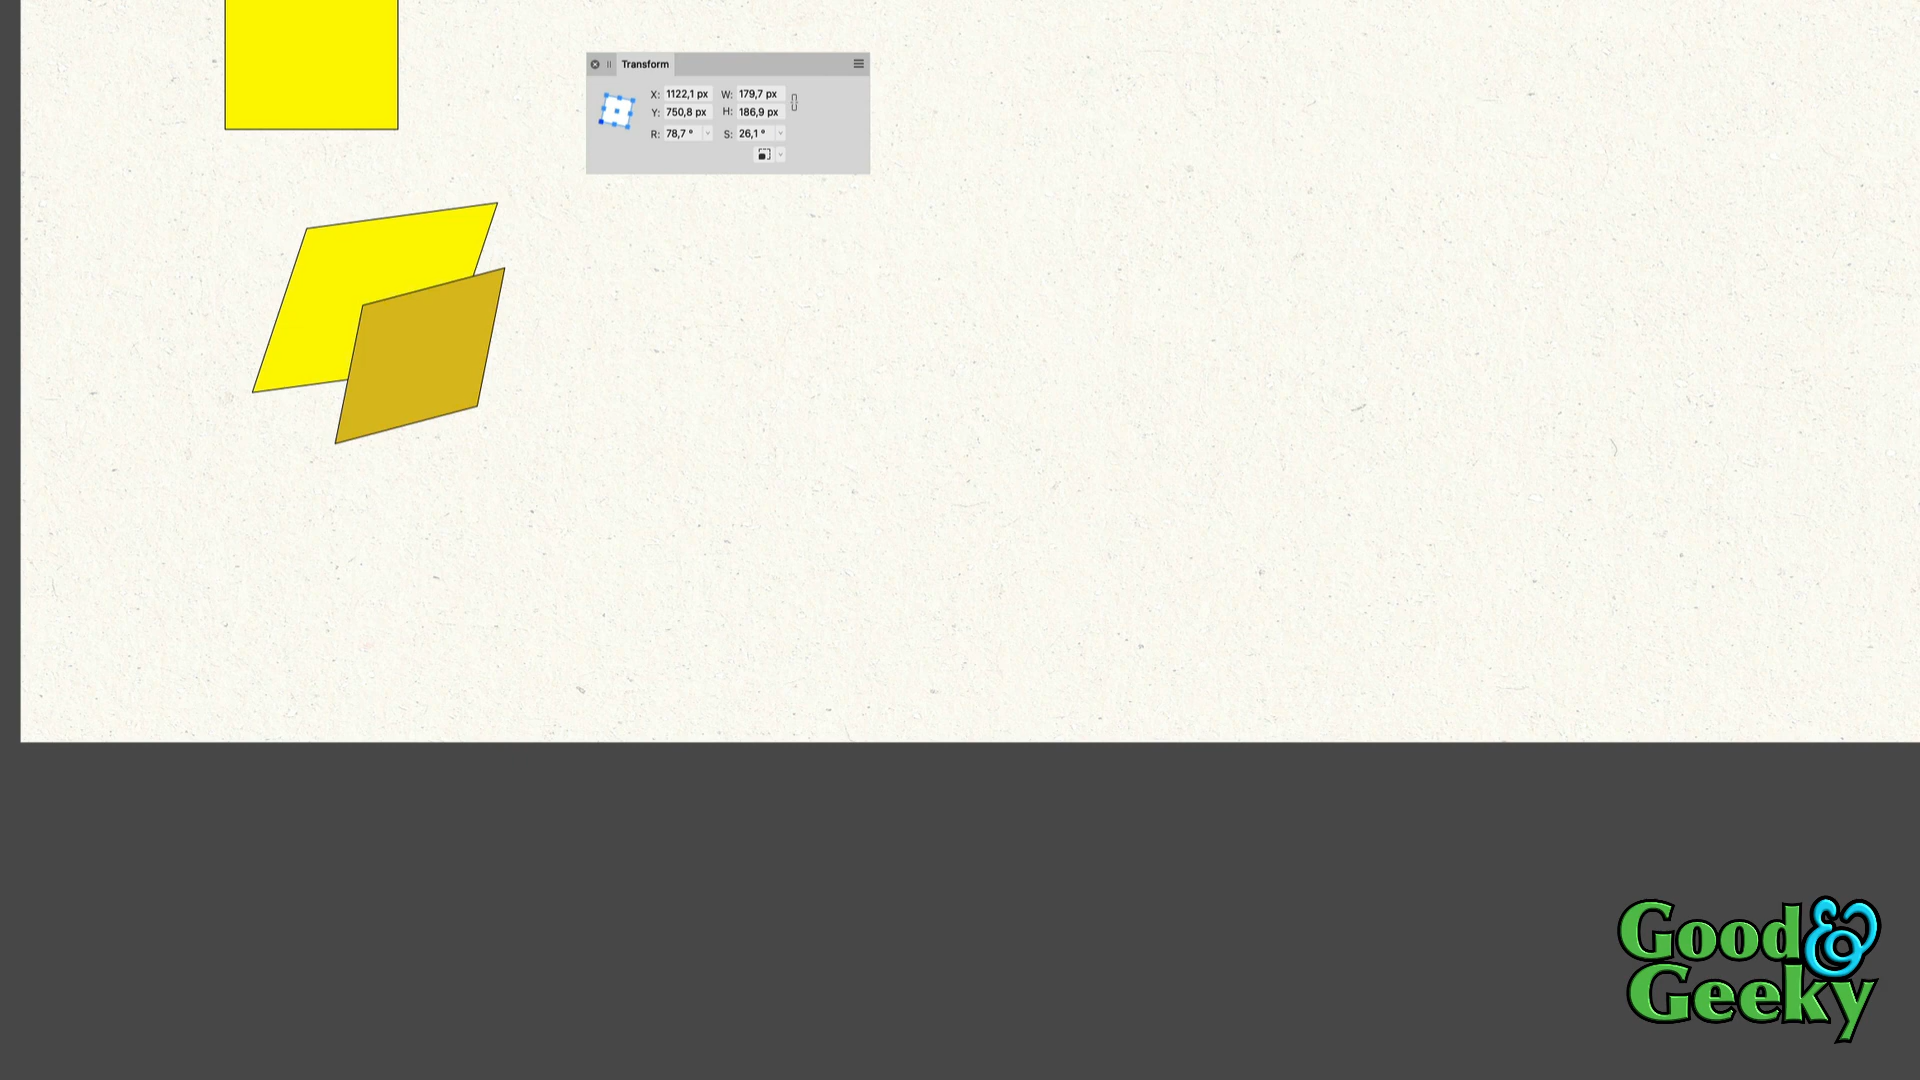 Transform
X: 1122,1 px W: 179,7 px
Y: 750,8 px H: 186,9 px
R: 78,7 ° S: 26,1 °
Good &
Geeky